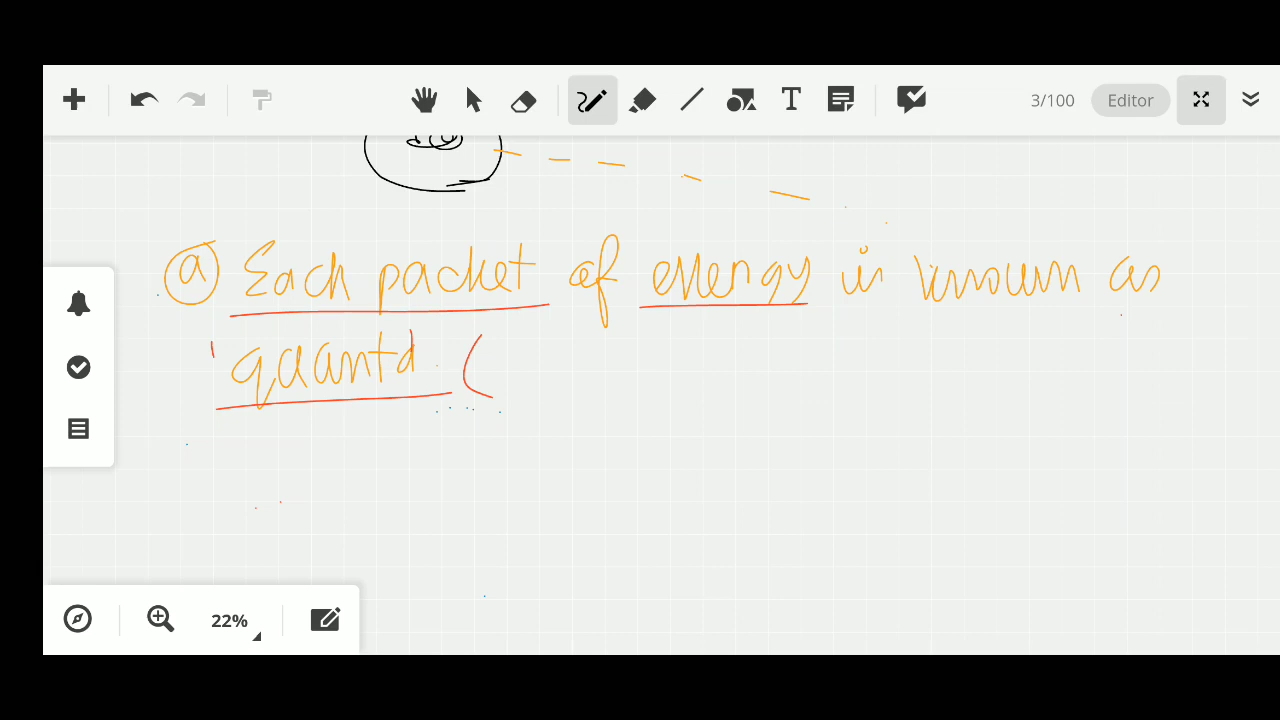 3/100 Editor
ⓐ Each packet of energy is known as
'quanta' (
22%